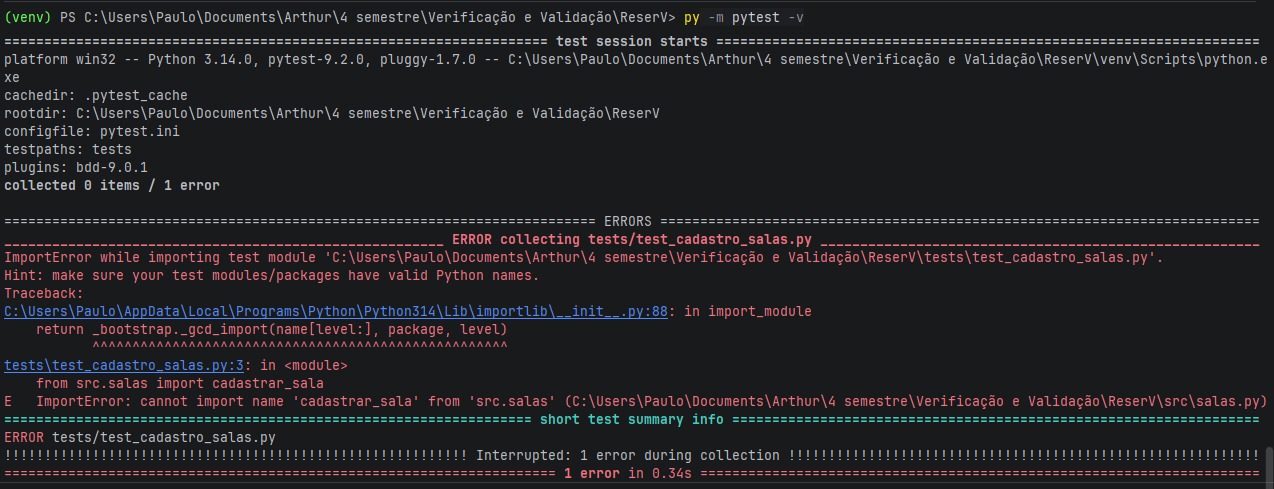 (venv) PS C:\Users\Paulo\Documents\Arthur\4 semestre\Verificação e Validação\ReserV> py -m pytest -v
==================================================================== test session starts ====================================================================
platform win32 -- Python 3.14.0, pytest-9.2.0, pluggy-1.7.0 -- C:\Users\Paulo\Documents\Arthur\4 semestre\Verificação e Validação\ReserV\venv\Scripts\python.e
xe
cachedir: .pytest_cache
rootdir: C:\Users\Paulo\Documents\Arthur\4 semestre\Verificação e Validação\ReserV
configfile: pytest.ini
testpaths: tests
plugins: bdd-9.0.1
collected 0 items / 1 error
========================================================================== ERRORS ===========================================================================
_______________________________________________________ ERROR collecting tests/test_cadastro_salas.py _______________________________________________________
ImportError while importing test module 'C:\Users\Paulo\Documents\Arthur\4 semestre\Verificação e Validação\ReserV\tests\test_cadastro_salas.py'.
Hint: make sure your test modules/packages have valid Python names.
Traceback:
C:\Users\Paulo\AppData\Local\Programs\Python\Python314\Lib\importlib\__init__.py:88: in import_module
    return _bootstrap._gcd_import(name[level:], package, level)
           ^^^^^^^^^^^^^^^^^^^^^^^^^^^^^^^^^^^^^^^^^^^^^^^^^^^^
tests\test_cadastro_salas.py:3: in <module>
    from src.salas import cadastrar_sala
E   ImportError: cannot import name 'cadastrar_sala' from 'src.salas' (C:\Users\Paulo\Documents\Arthur\4 semestre\Verificação e Validação\ReserV\src\salas.py)
================================================================== short test summary info ==================================================================
ERROR tests/test_cadastro_salas.py
!!!!!!!!!!!!!!!!!!!!!!!!!!!!!!!!!!!!!!!!!!!!!!!!!!!!!!!!!! Interrupted: 1 error during collection !!!!!!!!!!!!!!!!!!!!!!!!!!!!!!!!!!!!!!!!!!!!!!!!!!!!!!!!!!!
===================================================================== 1 error in 0.34s ======================================================================